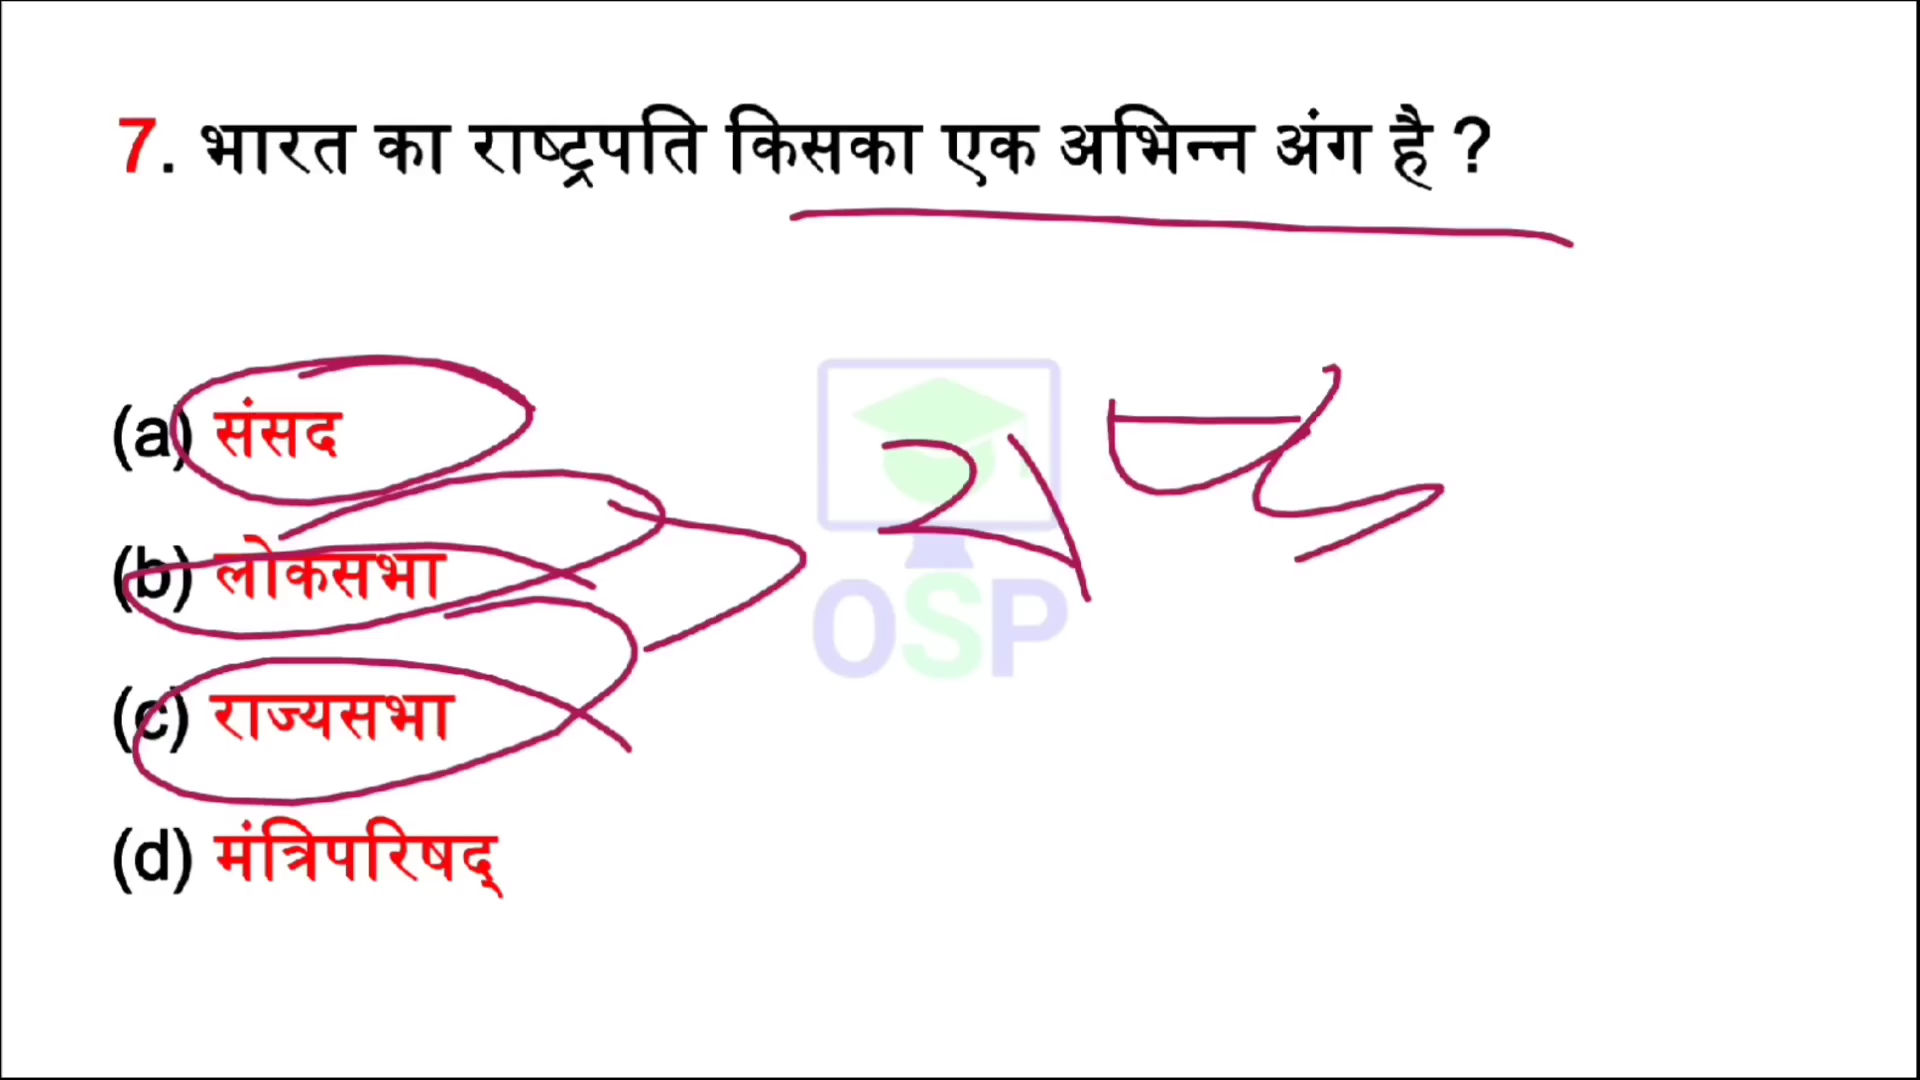 7. भारत का राष्ट्रपति किसका एक अभिन्न अंग है ?
(a) संसद
(b) लोकसभा
(c) राज्यसभा
(d) मंत्रिपरिषद्
OSP